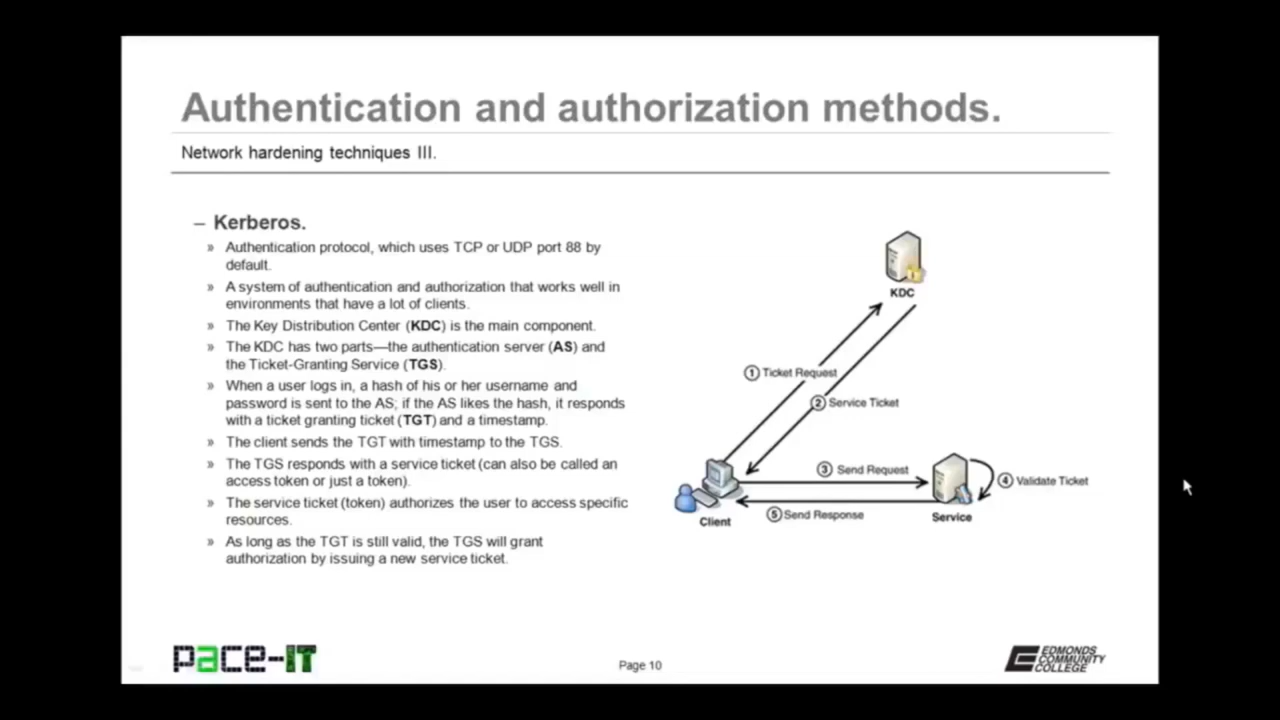 Authentication and authorization methods.
Network hardening techniques III.
– Kerberos.
» Authentication protocol, which uses TCP or UDP port 88 by
default.
» A system of authentication and authorization that works well in
environments that have a lot of clients.
» The Key Distribution Center (KDC) is the main component.
» The KDC has two parts—the authentication server (AS) and
the Ticket-Granting Service (TGS).
» When a user logs in, a hash of his or her username and
password is sent to the AS; if the AS likes the hash, it responds
with a ticket granting ticket (TGT) and a timestamp.
» The client sends the TGT with timestamp to the TGS.
» The TGS responds with a service ticket (can also be called an
access token or just a token).
» The service ticket (token) authorizes the user to access specific
resources.
» As long as the TGT is still valid, the TGS will grant
authorization by issuing a new service ticket.
KDC
① Ticket Request
② Service Ticket
③ Send Request
④ Validate Ticket
⑤ Send Response
Client
Service
pace-IT
Page 10
EDMONDS
COMMUNITY
COLLEGE